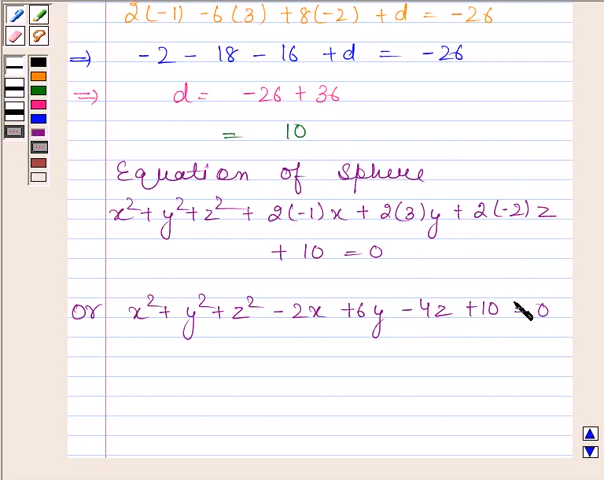 2(-1) -6(3) +8(-2) + d = -26
⇒ -2 - 18 - 16 + d = -26
⇒ d = -26 + 36
= 10
Equation of sphere
x² + y² + z² + 2(-1)x + 2(3)y + 2(-2)z
+ 10 = 0
Or x² + y² + z² - 2x + 6y - 4z + 10 = 0